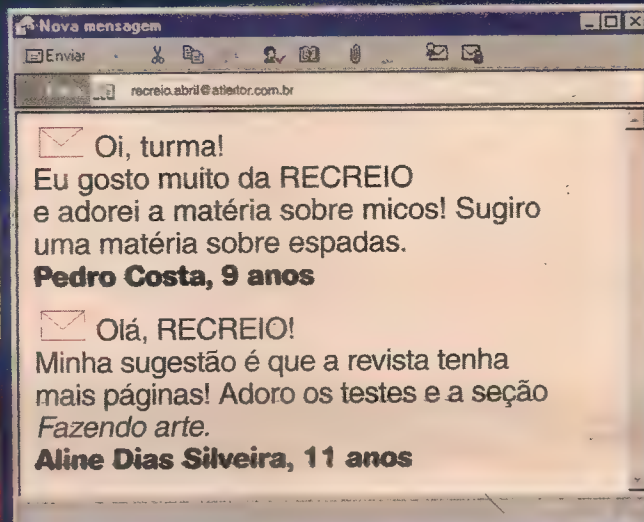 Nova mensagem
Enviar
recreio.abril@atleitor.com.br
Oi, turma!
Eu gosto muito da RECREIO
e adorei a matéria sobre micos! Sugiro
uma matéria sobre espadas.
Pedro Costa, 9 anos
Olá, RECREIO!
Minha sugestão é que a revista tenha
mais páginas! Adoro os testes e a seção
Fazendo arte.
Aline Dias Silveira, 11 anos